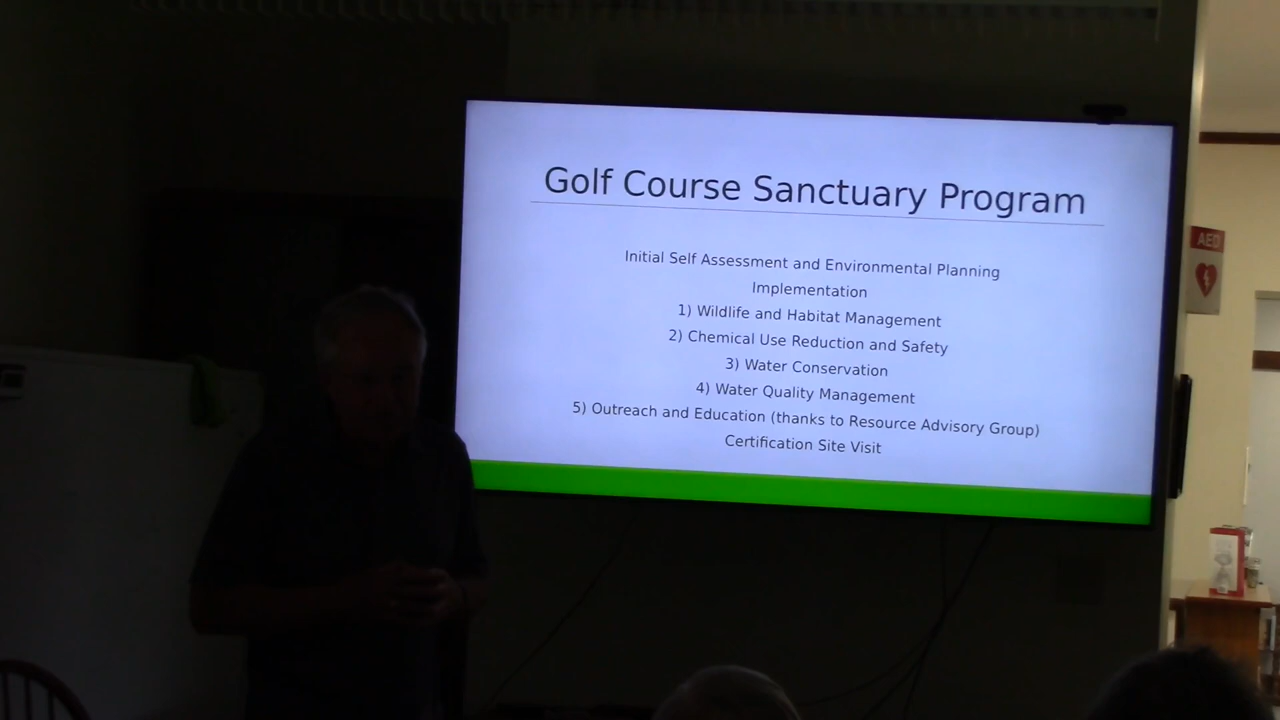 Golf Course Sanctuary Program
Initial Self Assessment and Environmental Planning
Implementation
1) Wildlife and Habitat Management
2) Chemical Use Reduction and Safety
3) Water Conservation
4) Water Quality Management
5) Outreach and Education (thanks to Resource Advisory Group)
Certification Site Visit
AED